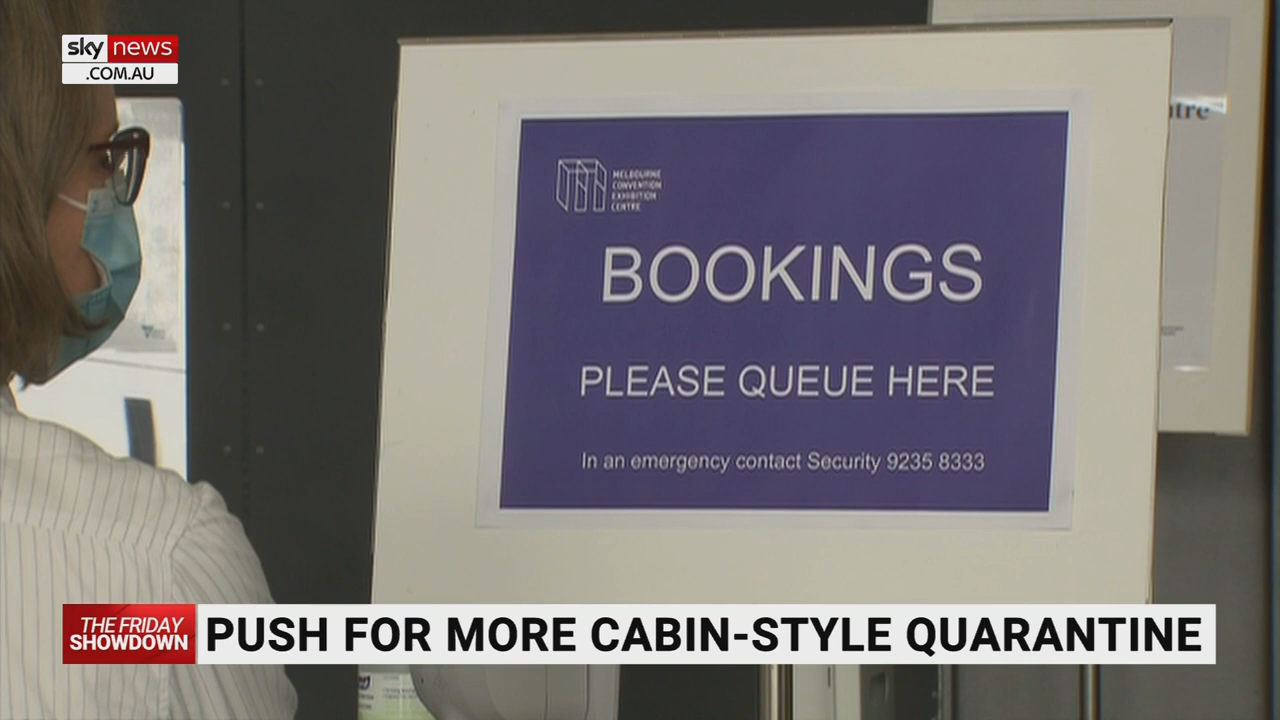 sky news
.COM.AU
tre
MELBOURNE
CONVENTION
EXHIBITION
CENTRE
BOOKINGS
PLEASE QUEUE HERE
In an emergency contact Security 9235 8333
THE FRIDAY
SHOWDOWN
PUSH FOR MORE CABIN-STYLE QUARANTINE